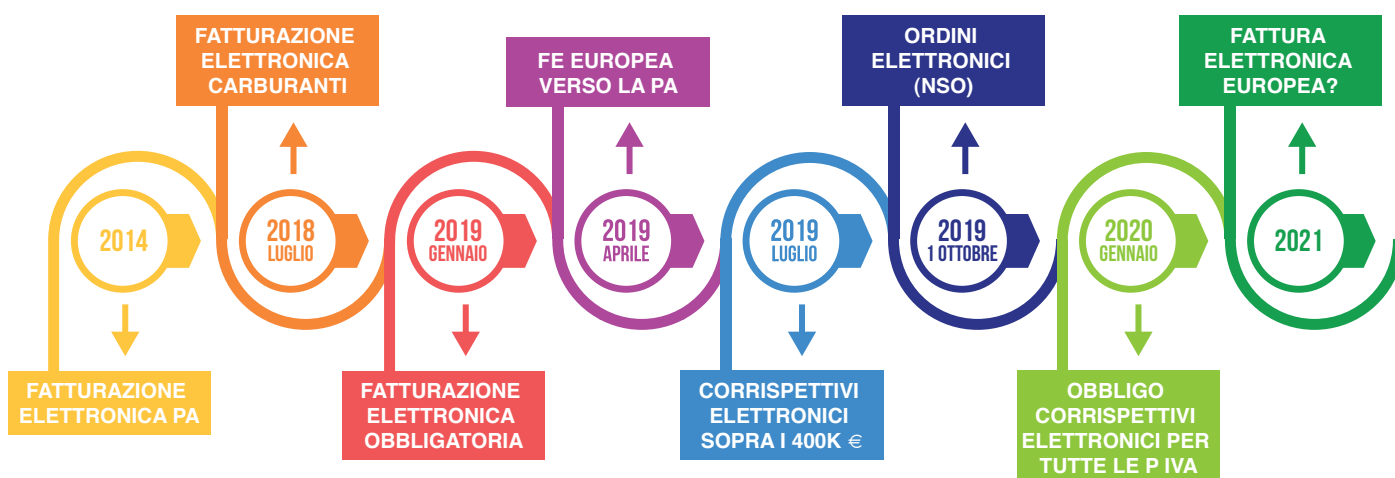 FATTURAZIONE
ELETTRONICA
CARBURANTI
FE EUROPEA
VERSO LA PA
ORDINI
ELETTRONICI
(NSO)
FATTURA
ELETTRONICA
EUROPEA?
2014
2018
LUGLIO
2019
GENNAIO
2019
APRILE
2019
LUGLIO
2019
1 OTTOBRE
2020
GENNAIO
2021
FATTURAZIONE
ELETTRONICA PA
FATTURAZIONE
ELETTRONICA
OBBLIGATORIA
CORRISPETTIVI
ELETTRONICI
SOPRA I 400K €
OBBLIGO
CORRISPETTIVI
ELETTRONICI PER
TUTTE LE P IVA